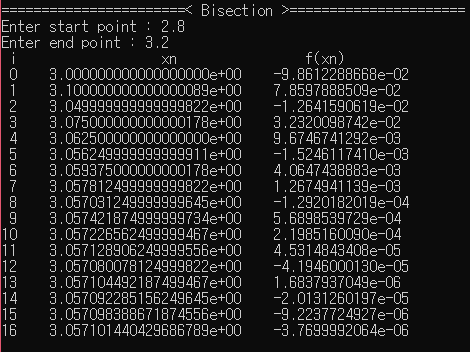 =======================< Bisection >======================
Enter start point : 2.8
Enter end point : 3.2
i xn f(xn)
0 3.000000000000000000e+00 -9.8612288668e-02
1 3.100000000000000089e+00 7.8597888509e-02
2 3.049999999999999822e+00 -1.2641590619e-02
3 3.075000000000000178e+00 3.2320098742e-02
4 3.062500000000000000e+00 9.6746741292e-03
5 3.056249999999999911e+00 -1.5246117410e-03
6 3.059375000000000178e+00 4.0647438883e-03
7 3.057812499999999822e+00 1.2674941139e-03
8 3.057031249999999645e+00 -1.2920182019e-04
9 3.057421874999999734e+00 5.6898539729e-04
10 3.057226562499999467e+00 2.1985160090e-04
11 3.057128906249999556e+00 4.5314843408e-05
12 3.057080078124999822e+00 -4.1946000130e-05
13 3.057104492187499467e+00 1.6837937049e-06
14 3.057092285156249645e+00 -2.0131260197e-05
15 3.057098388671874556e+00 -9.2237724927e-06
16 3.057101440429686789e+00 -3.7699992064e-06